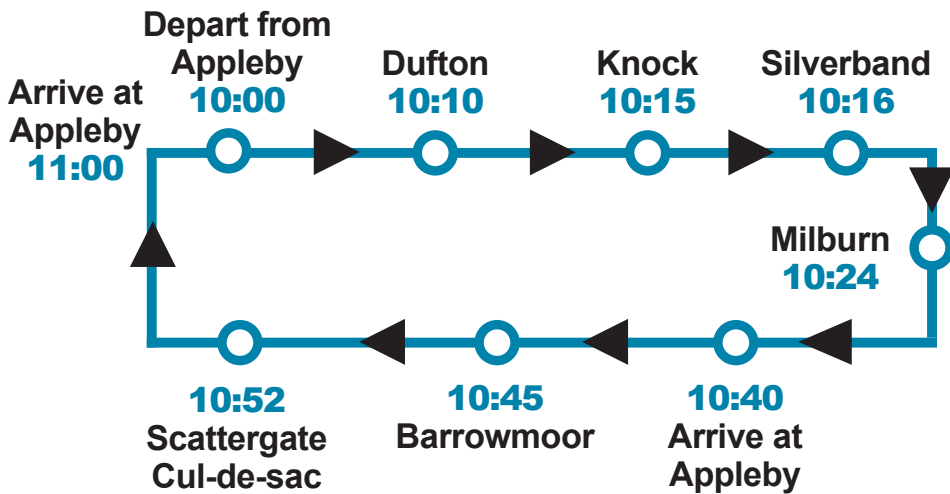 Depart from
Appleby
10:00
Dufton
10:10
Knock
10:15
Silverband
10:16
Milburn
10:24
10:40
Arrive at
Appleby
10:45
Barrowmoor
10:52
Scattergate
Cul-de-sac
Arrive at
Appleby
11:00